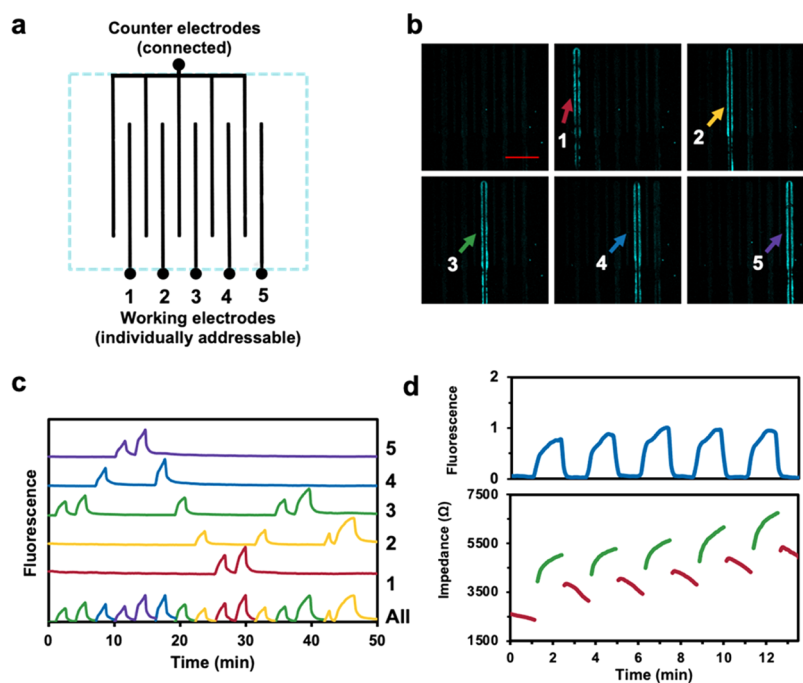 a
Counter electrodes
(connected)
1 2 3 4 5
Working electrodes
(individually addressable)
b
1
2
3
4
5
c
Fluorescence
5
4
3
2
1
All
0 10 20 30 40 50
Time (min)
d
Fluorescence
2
1
0
Impedance (Ω)
7500
5500
3500
1500
0 2 4 6 8 10 12
Time (min)